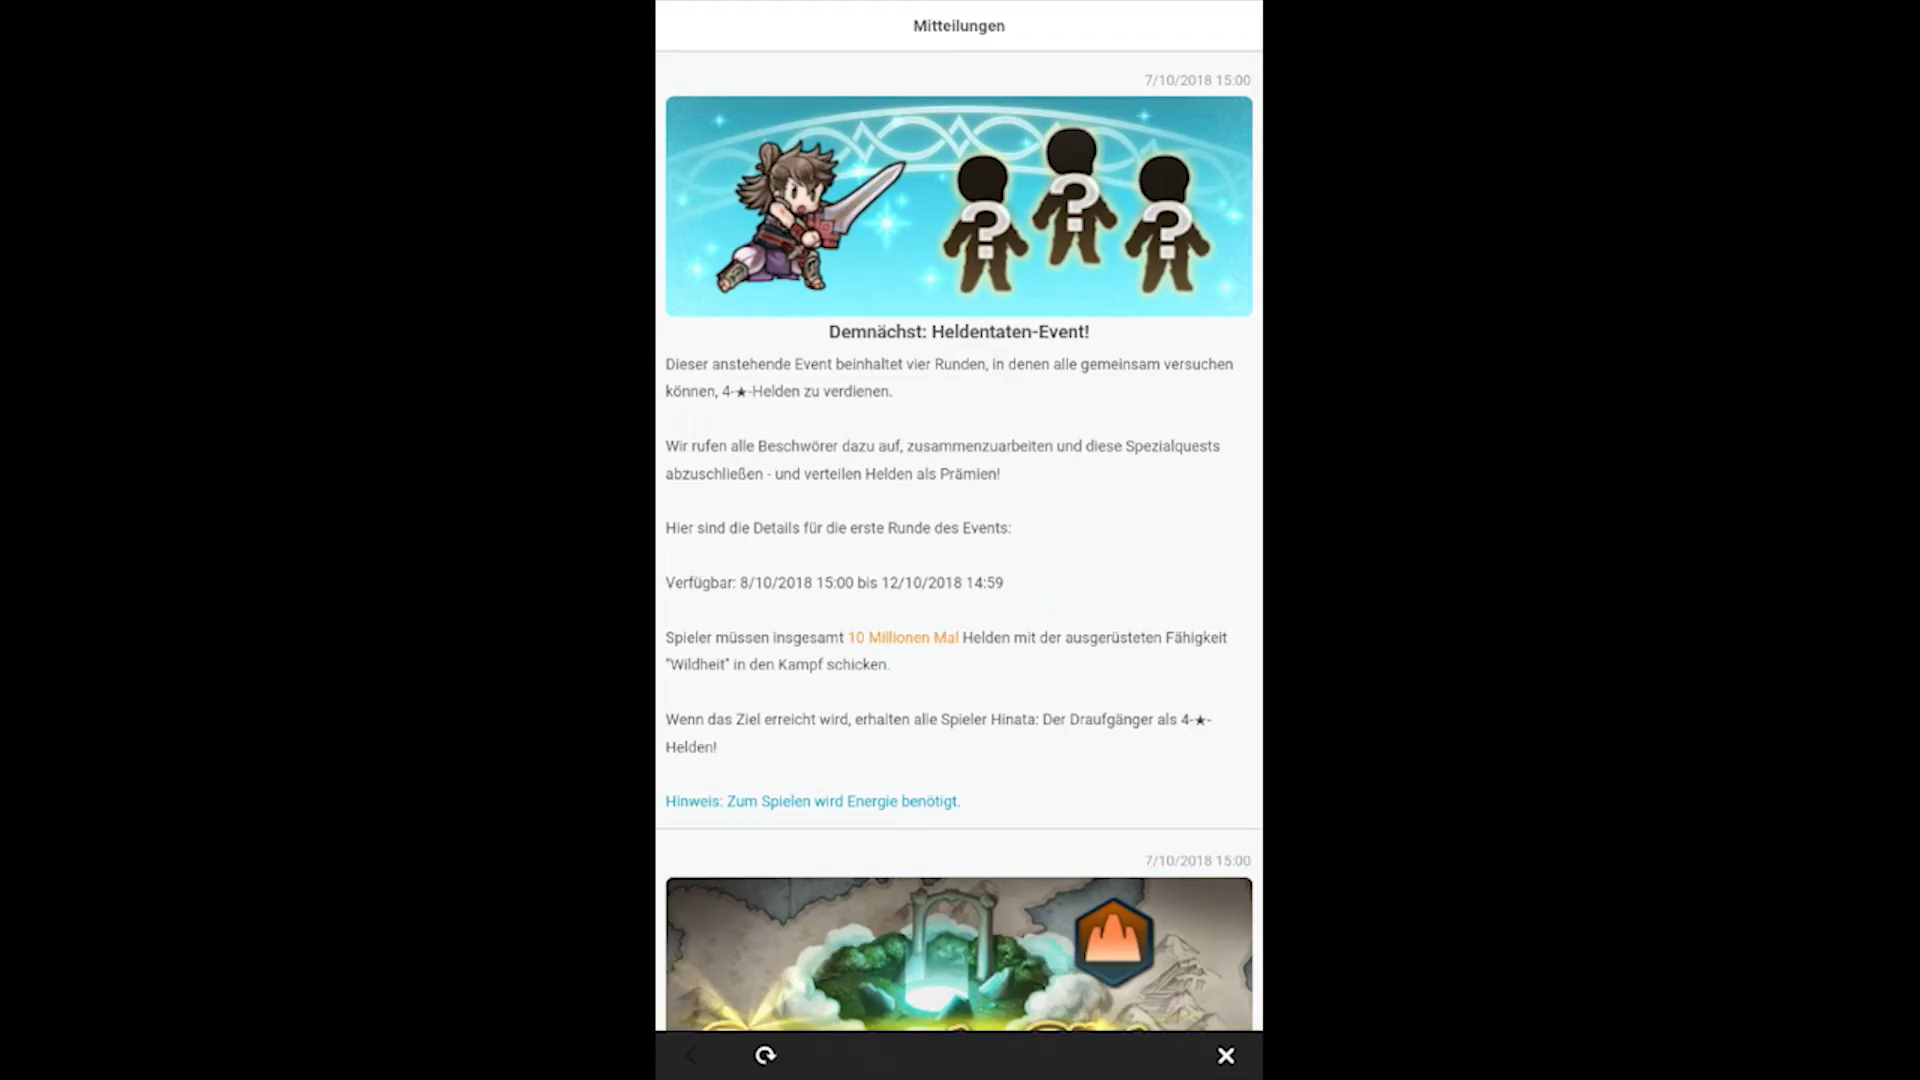 Mitteilungen
7/10/2018 15:00
? ? ?
Demnächst: Heldentaten-Event!
Dieser anstehende Event beinhaltet vier Runden, in denen alle gemeinsam versuchen
können, 4-★-Helden zu verdienen.
Wir rufen alle Beschwörer dazu auf, zusammenzuarbeiten und diese Spezialquests
abzuschließen - und verteilen Helden als Prämien!
Hier sind die Details für die erste Runde des Events:
Verfügbar: 8/10/2018 15:00 bis 12/10/2018 14:59
Spieler müssen insgesamt 10 Millionen Mal Helden mit der ausgerüsteten Fähigkeit
"Wildheit" in den Kampf schicken.
Wenn das Ziel erreicht wird, erhalten alle Spieler Hinata: Der Draufgänger als 4-★-
Helden!
Hinweis: Zum Spielen wird Energie benötigt.
7/10/2018 15:00